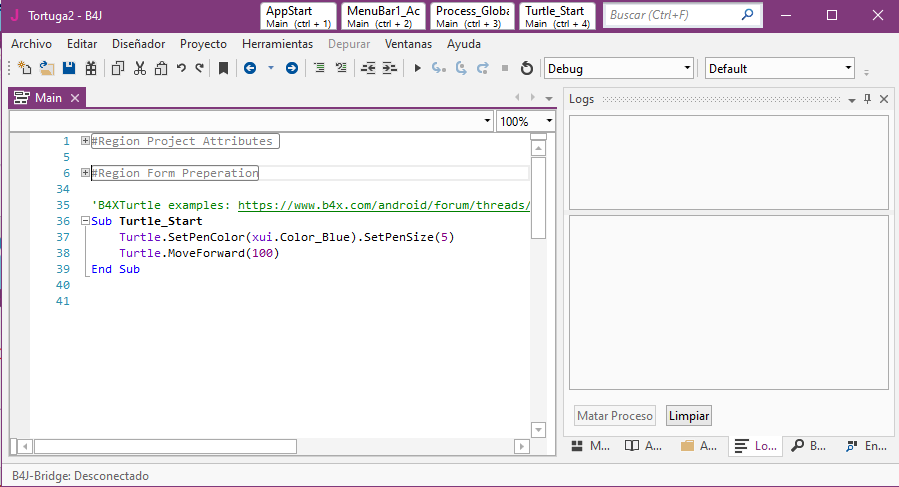 Tortuga2 - B4J
AppStart
Main (ctrl + 1)
MenuBar1_Ac
Main (ctrl + 2)
Process_Globa
Main (ctrl + 3)
Turtle_Start
Main (ctrl + 4)
Buscar (Ctrl+F)
Archivo Editar Diseñador Proyecto Herramientas Depurar Ventanas Ayuda
Debug Default
Main
Logs
100%
1 #Region Project Attributes
5
6 #Region Form Preperation
34
35 'B4XTurtle examples: https://www.b4x.com/android/forum/threads/
36 Sub Turtle_Start
37 Turtle.SetPenColor(xui.Color_Blue).SetPenSize(5)
38 Turtle.MoveForward(100)
39 End Sub
40
41
Matar Proceso Limpiar
M... A... A... Lo... B... En...
B4J-Bridge: Desconectado